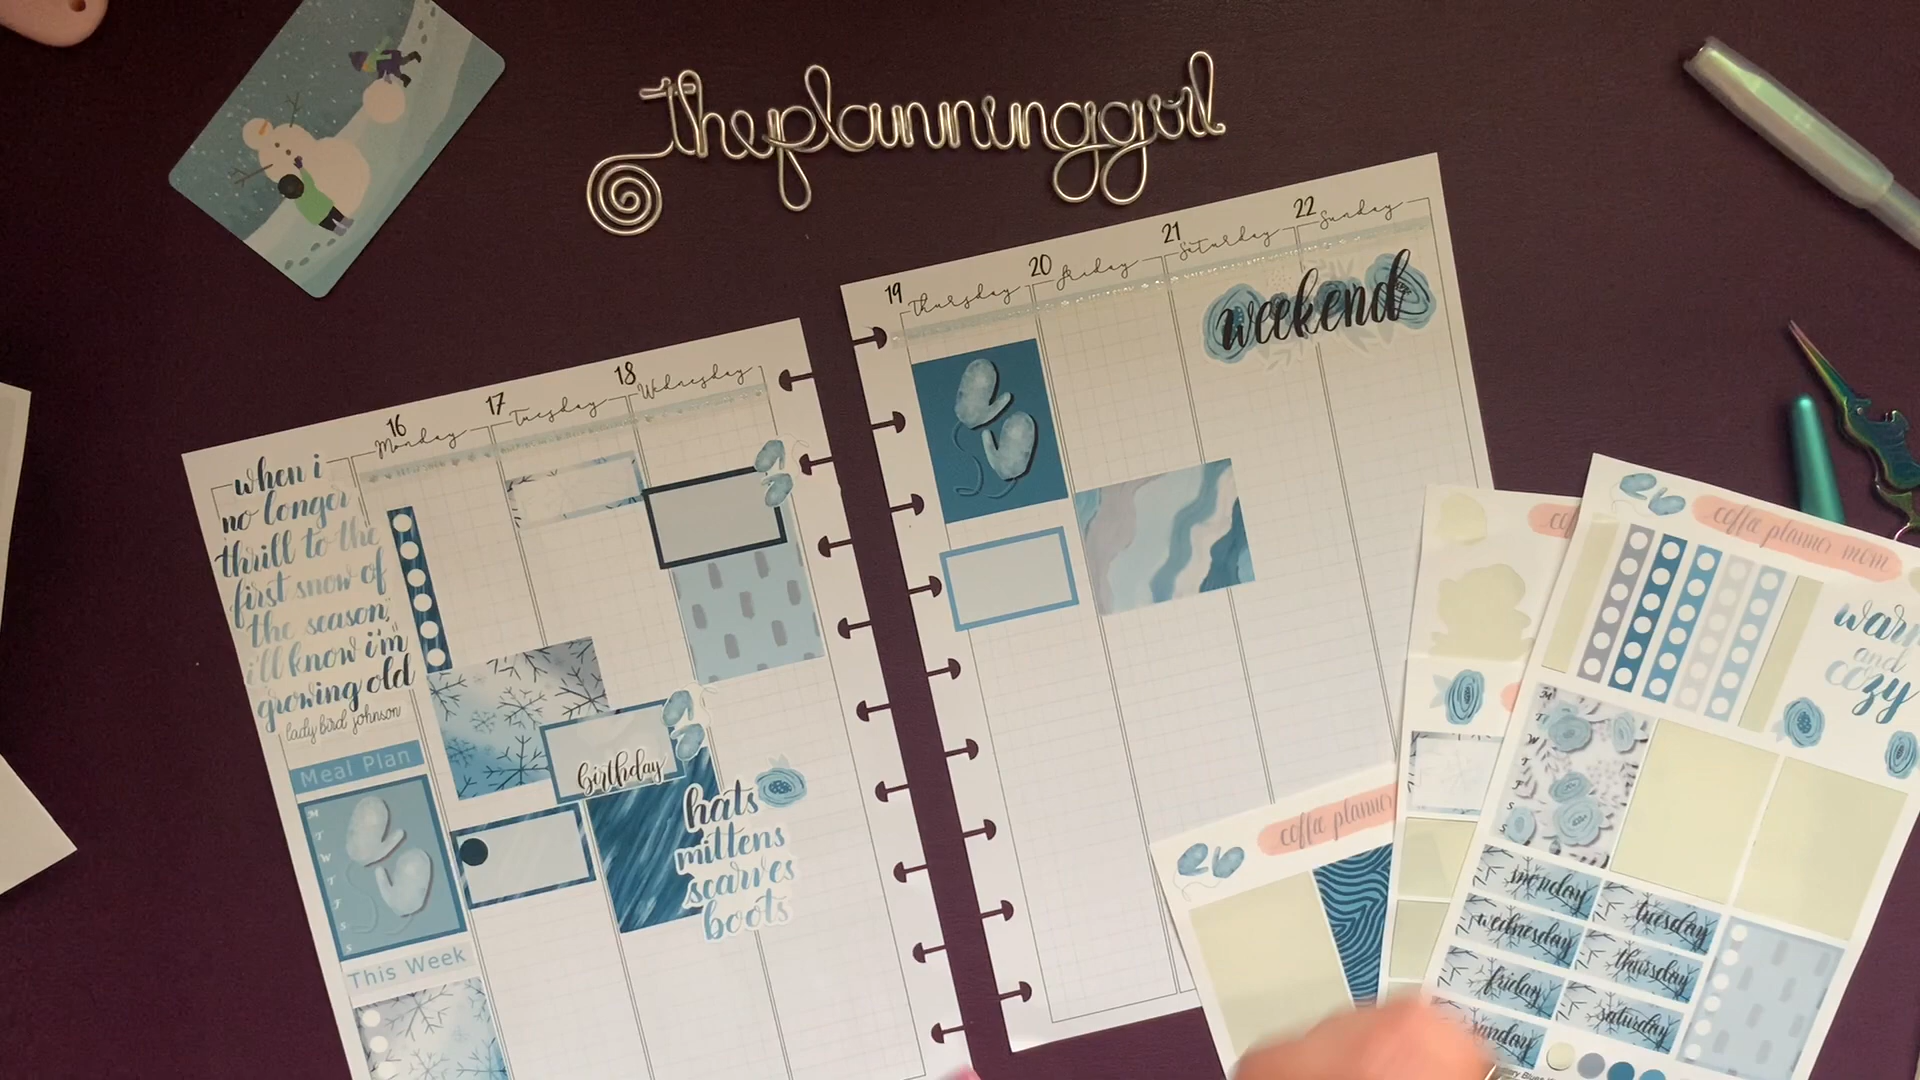 theplanninggirl
16
Monday
17
Tuesday
18
Wednesday
19
Thursday
20
Friday
21
Saturday
22
Sunday
when i
no longer
thrill to the
first snow of
the season,
i'll know i'm
growing old
lady bird johnson
Meal Plan
M
T
W
T
F
S
S
This Week
birthday
hats
mittens
scarves
boots
weekend
coffee planner
coffee planner mom
warm
and
cozy
M
T
W
T
F
S
S
monday
tuesday
wednesday
thursday
friday
saturday
sunday